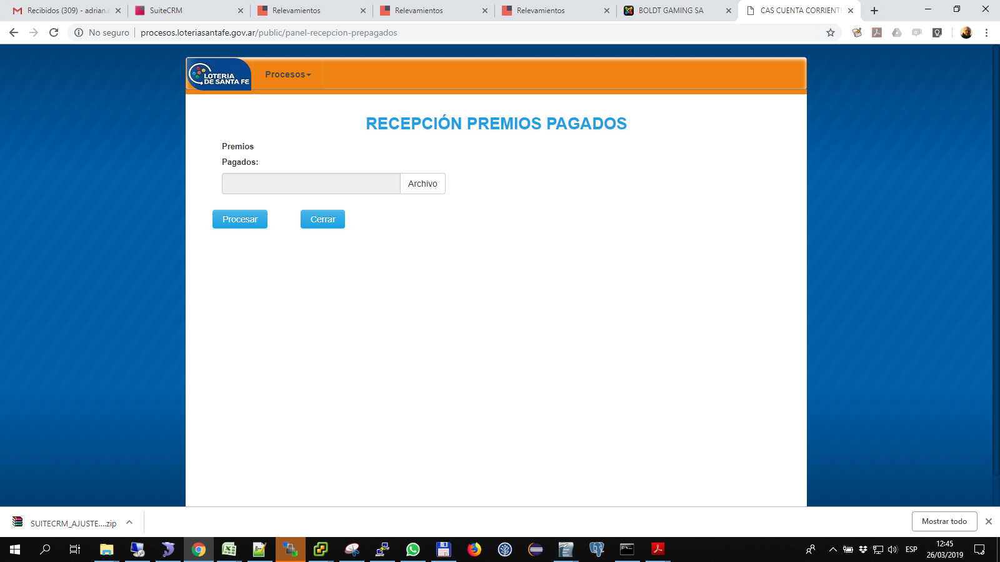 Recibidos (309) - adrian.
SuiteCRM
Relevamientos
Relevamientos
Relevamientos
BOLDT GAMING SA
CAS CUENTA CORRIENTE
No seguro
procesos.loteriasantafe.gov.ar/public/panel-recepcion-prepagados
LOTERIA
DE SANTA FE
Procesos
RECEPCIÓN PREMIOS PAGADOS
Premios
Pagados:
Archivo
Procesar
Cerrar
SUITECRM_AJUSTE....zip
Mostrar todo
ESP
12:45
26/03/2019